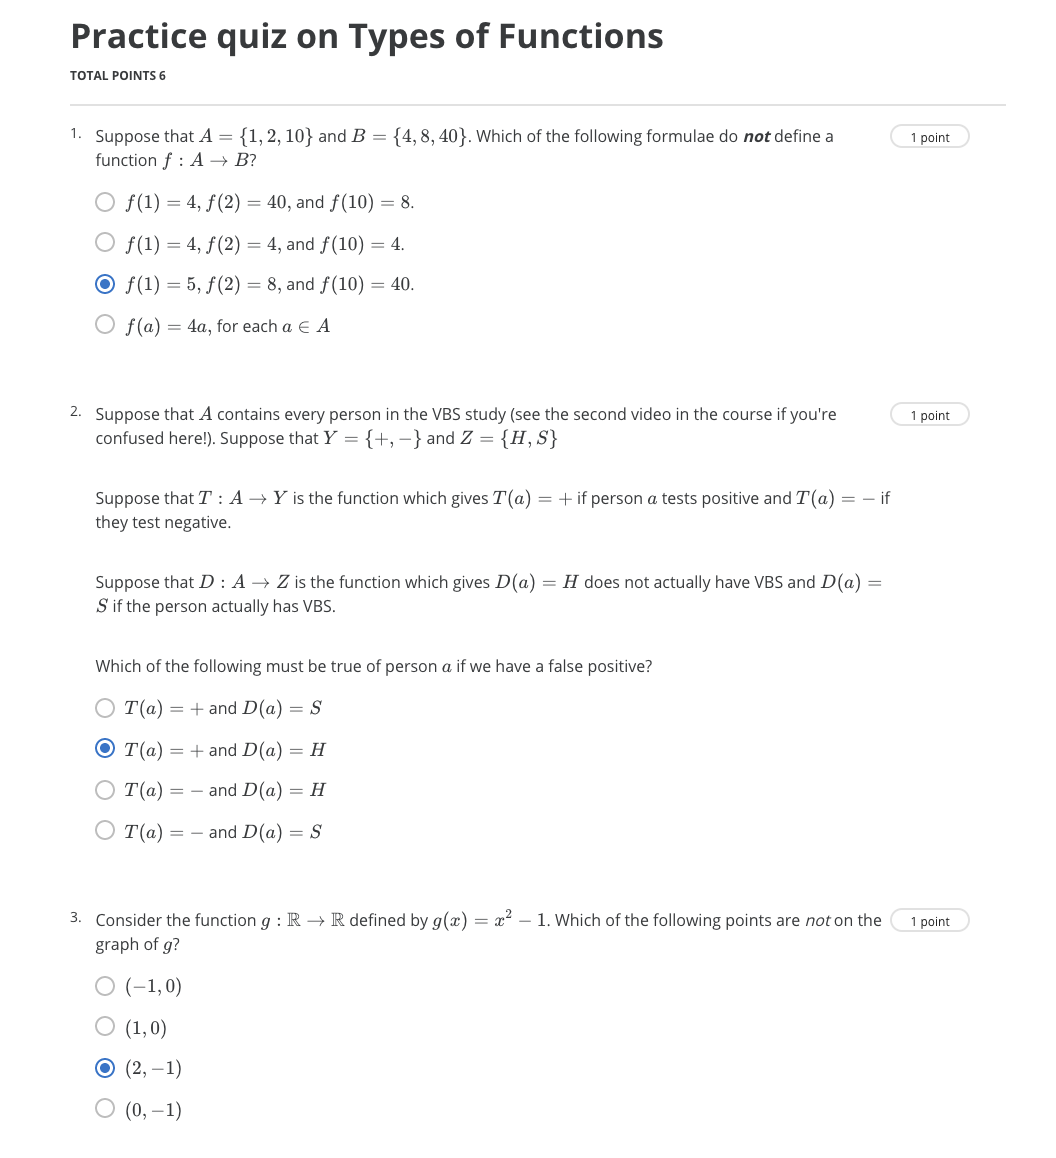 Practice quiz on Types of Functions
TOTAL POINTS 6
1. Suppose that A = {1, 2, 10} and B = {4, 8, 40}. Which of the following formulae do not define a
function f : A → B?
1 point
f(1) = 4, f(2) = 40, and f(10) = 8.
f(1) = 4, f(2) = 4, and f(10) = 4.
f(1) = 5, f(2) = 8, and f(10) = 40.
f(a) = 4a, for each a ∈ A
2. Suppose that A contains every person in the VBS study (see the second video in the course if you're
confused here!). Suppose that Y = {+, −} and Z = {H, S}
1 point
Suppose that T : A → Y is the function which gives T(a) = + if person a tests positive and T(a) = − if
they test negative.
Suppose that D : A → Z is the function which gives D(a) = H does not actually have VBS and D(a) =
S if the person actually has VBS.
Which of the following must be true of person a if we have a false positive?
T(a) = + and D(a) = S
T(a) = + and D(a) = H
T(a) = − and D(a) = H
T(a) = − and D(a) = S
3. Consider the function g : ℝ → ℝ defined by g(x) = x² − 1. Which of the following points are not on the
graph of g?
1 point
(−1, 0)
(1, 0)
(2, −1)
(0, −1)